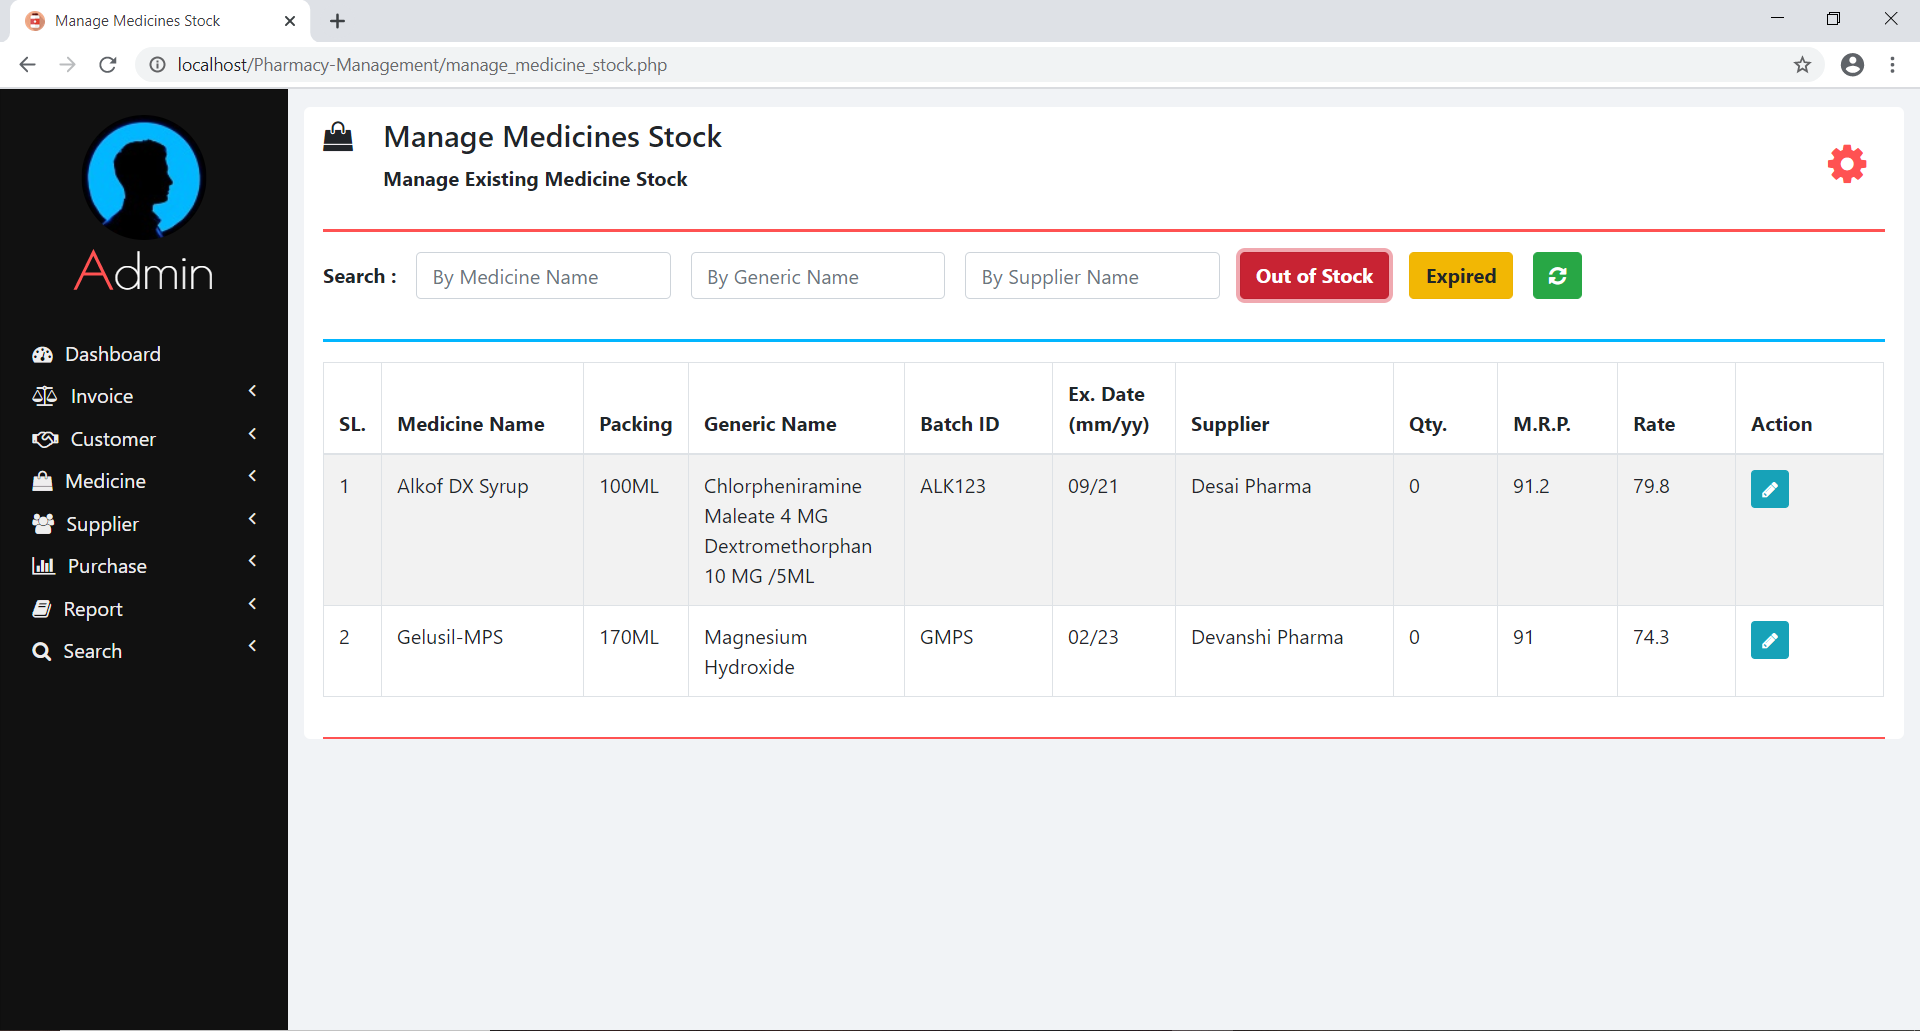 Manage Medicines Stock
localhost/Pharmacy-Management/manage_medicine_stock.php
Admin
Dashboard
Invoice
Customer
Medicine
Supplier
Purchase
Report
Search
Manage Medicines Stock
Manage Existing Medicine Stock
Search : By Medicine Name By Generic Name By Supplier Name Out of Stock Expired
SL. Medicine Name Packing Generic Name Batch ID Ex. Date (mm/yy) Supplier Qty. M.R.P. Rate Action
1 Alkof DX Syrup 100ML Chlorpheniramine ALK123 09/21 Desai Pharma 0 91.2 79.8
Maleate 4 MG
Dextromethorphan
10 MG /5ML
2 Gelusil-MPS 170ML Magnesium GMPS 02/23 Devanshi Pharma 0 91 74.3
Hydroxide